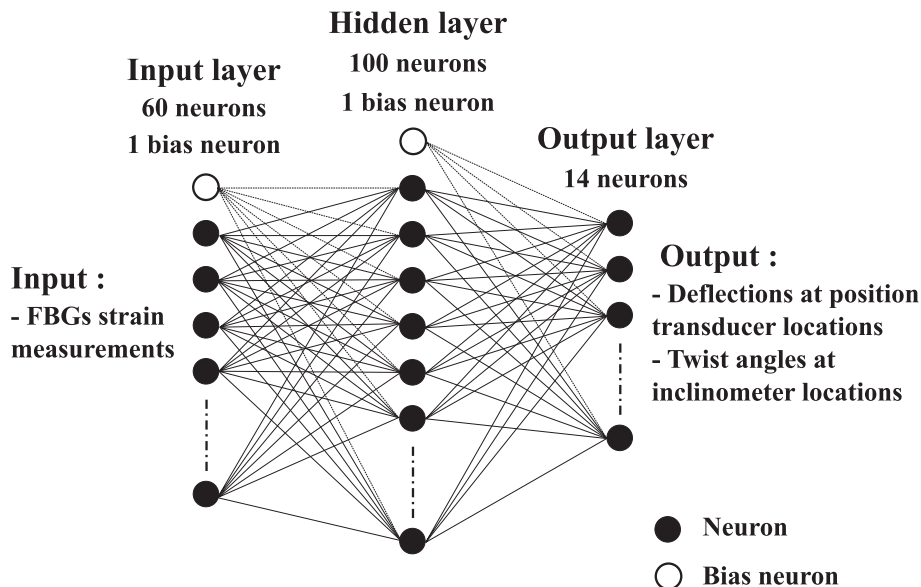 Hidden layer
100 neurons
1 bias neuron
Input layer
60 neurons
1 bias neuron
Output layer
14 neurons
Input :
- FBGs strain
measurements
Output :
- Deflections at position
transducer locations
- Twist angles at
inclinometer locations
Neuron
Bias neuron